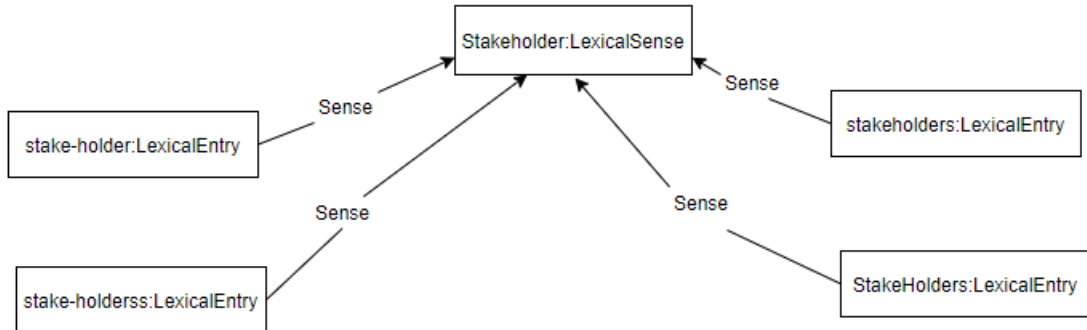 Stakeholder:LexicalSense
Sense
Sense
stake-holder:LexicalEntry
stakeholders:LexicalEntry
Sense
Sense
stake-holderss:LexicalEntry
StakeHolders:LexicalEntry